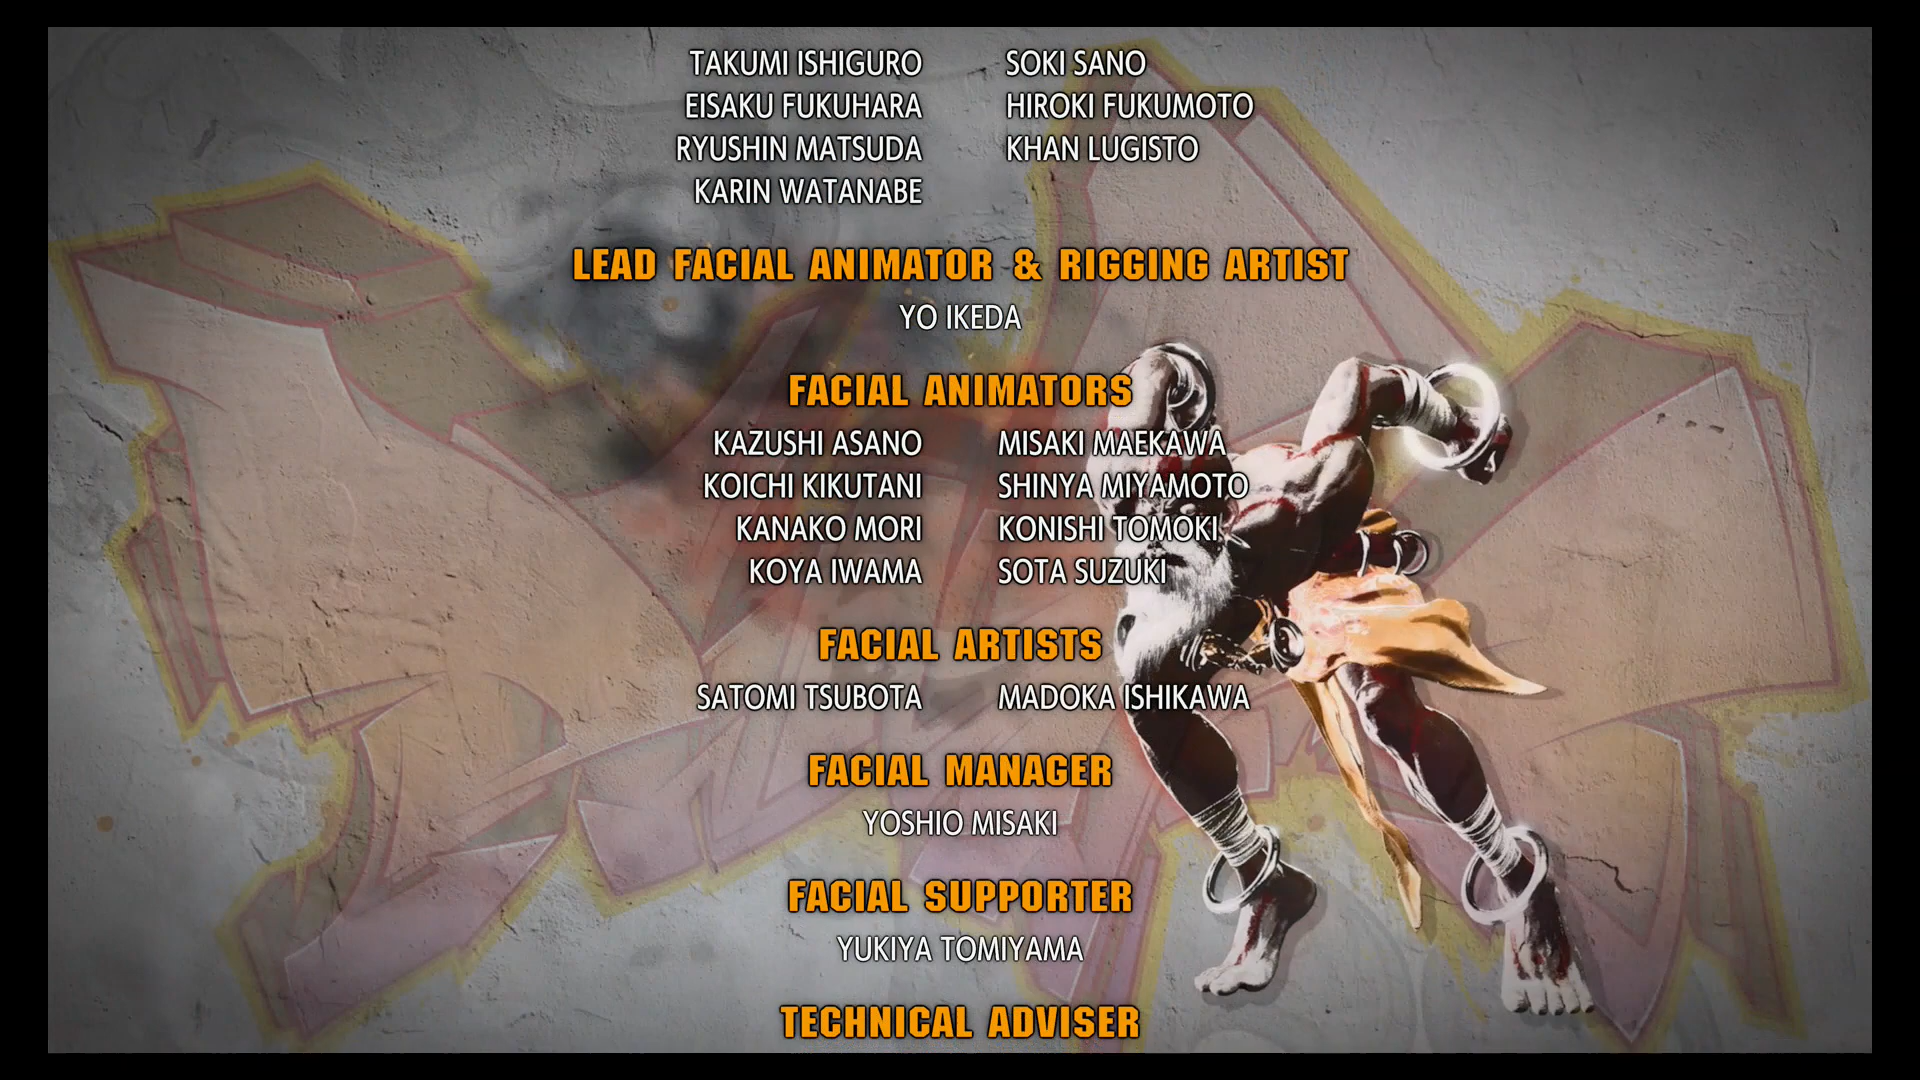 TAKUMI ISHIGURO SOKI SANO
EISAKU FUKUHARA HIROKI FUKUMOTO
RYUSHIN MATSUDA KHAN LUGISTO
KARIN WATANABE
LEAD FACIAL ANIMATOR & RIGGING ARTIST
YO IKEDA
FACIAL ANIMATORS
KAZUSHI ASANO MISAKI MAEKAWA
KOICHI KIKUTANI SHINYA MIYAMOTO
KANAKO MORI KONISHI TOMOKI
KOYA IWAMA SOTA SUZUKI
FACIAL ARTISTS
SATOMI TSUBOTA MADOKA ISHIKAWA
FACIAL MANAGER
YOSHIO MISAKI
FACIAL SUPPORTER
YUKIYA TOMIYAMA
TECHNICAL ADVISER